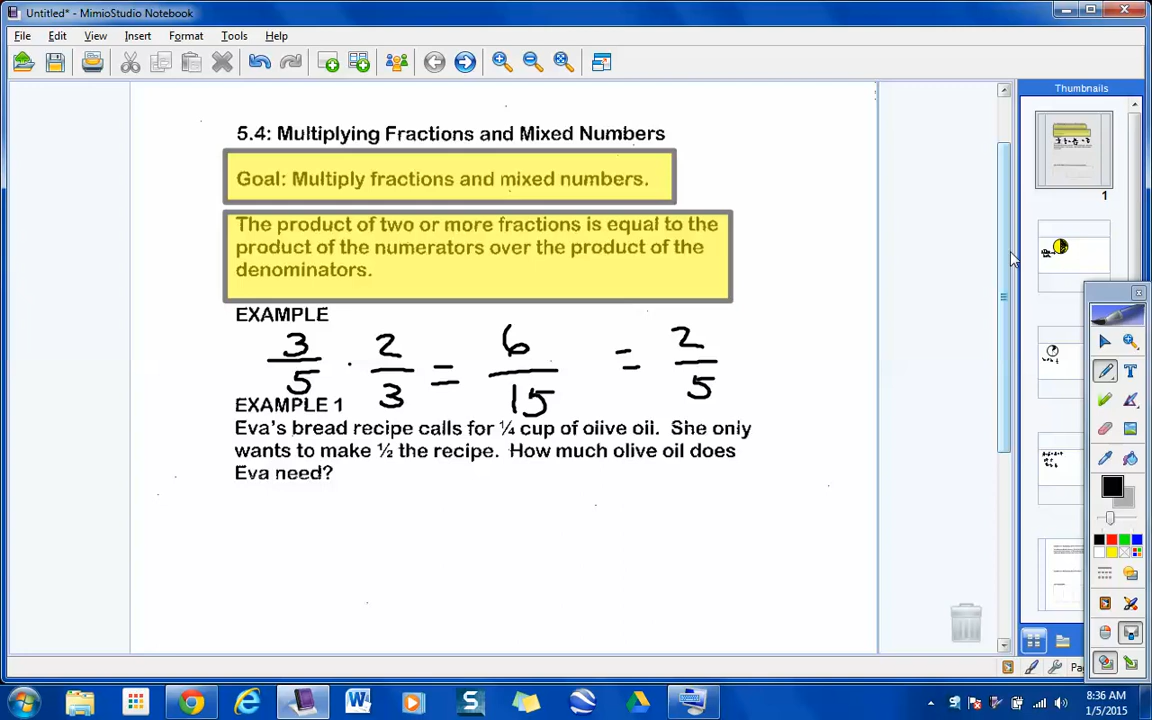 Untitled* - MimioStudio Notebook
File Edit View Insert Format Tools Help
Thumbnails
5.4: Multiplying Fractions and Mixed Numbers
Goal: Multiply fractions and mixed numbers.
The product of two or more fractions is equal to the
product of the numerators over the product of the
denominators.
EXAMPLE
3/5 · 2/3 = 6/15 = 2/5
EXAMPLE 1
Eva's bread recipe calls for ¼ cup of olive oil. She only
wants to make ½ the recipe. How much olive oil does
Eva need?
1
Pa
8:36 AM
1/5/2015